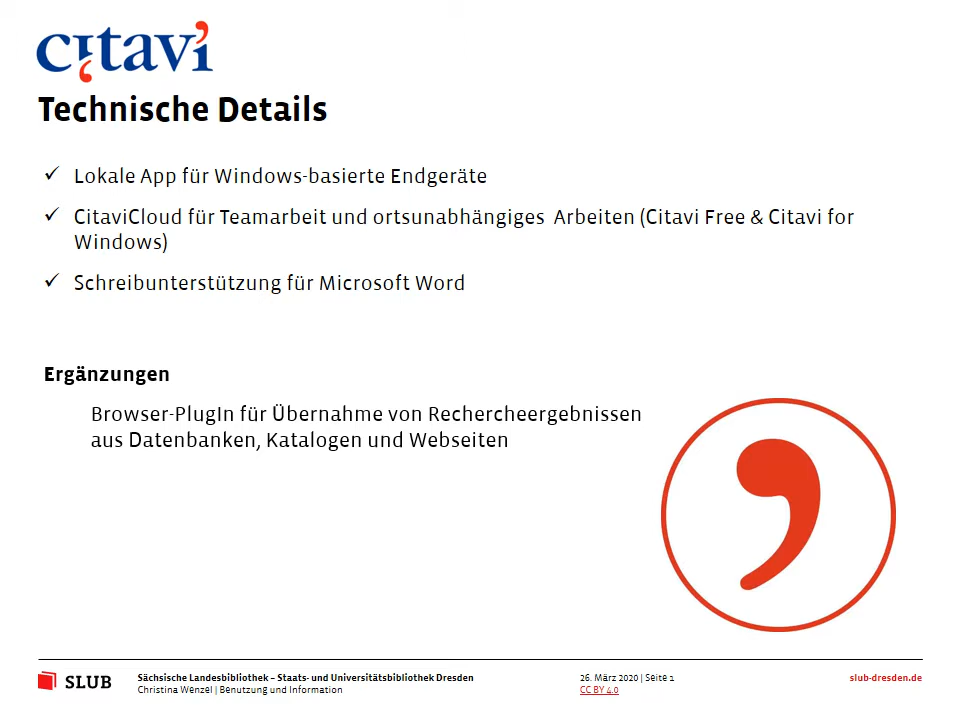 citavi
Technische Details
✓ Lokale App für Windows-basierte Endgeräte
✓ CitaviCloud für Teamarbeit und ortsunabhängiges Arbeiten (Citavi Free & Citavi for
Windows)
✓ Schreibunterstützung für Microsoft Word
Ergänzungen
Browser-PlugIn für Übernahme von Rechercheergebnissen
aus Datenbanken, Katalogen und Webseiten
SLUB
Sächsische Landesbibliothek – Staats- und Universitätsbibliothek Dresden
Christina Wenzel | Benutzung und Information
26. März 2020 | Seite 1
CC BY 4.0
slub-dresden.de